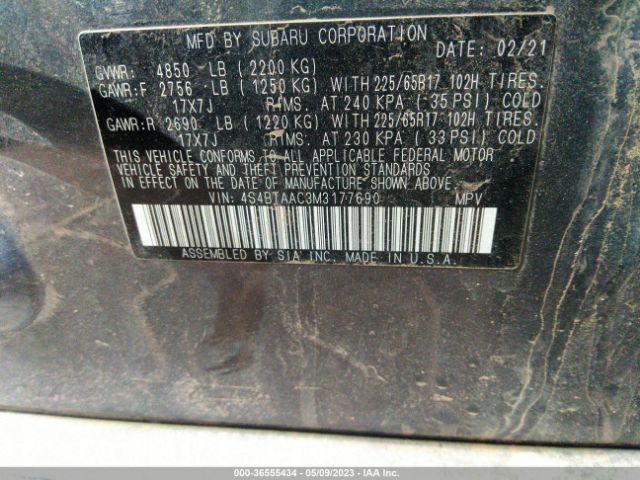 MFD BY SUBARU CORPORATION
DATE: 02/21
GVWR: 4850 LB ( 2200 KG)
GAWR:F 2756 LB ( 1250 KG) WITH 225/65R17 102H TIRES.
17X7J RIMS. AT 240 KPA ( 35 PSI) COLD
GAWR:R 2690 LB ( 1220 KG) WITH 225/65R17 102H TIRES.
17X7J RIMS. AT 230 KPA ( 33 PSI) COLD
THIS VEHICLE CONFORMS TO ALL APPLICABLE FEDERAL MOTOR
VEHICLE SAFETY AND THEFT PREVENTION STANDARDS
IN EFFECT ON THE DATE OF MANUFACTURE SHOWN ABOVE.
VIN: 4S4BTAAC3M3177690 MPV
ASSEMBLED BY SIA INC, MADE IN U.S.A.
000-36555434 - 05/09/2023 - IAA Inc.